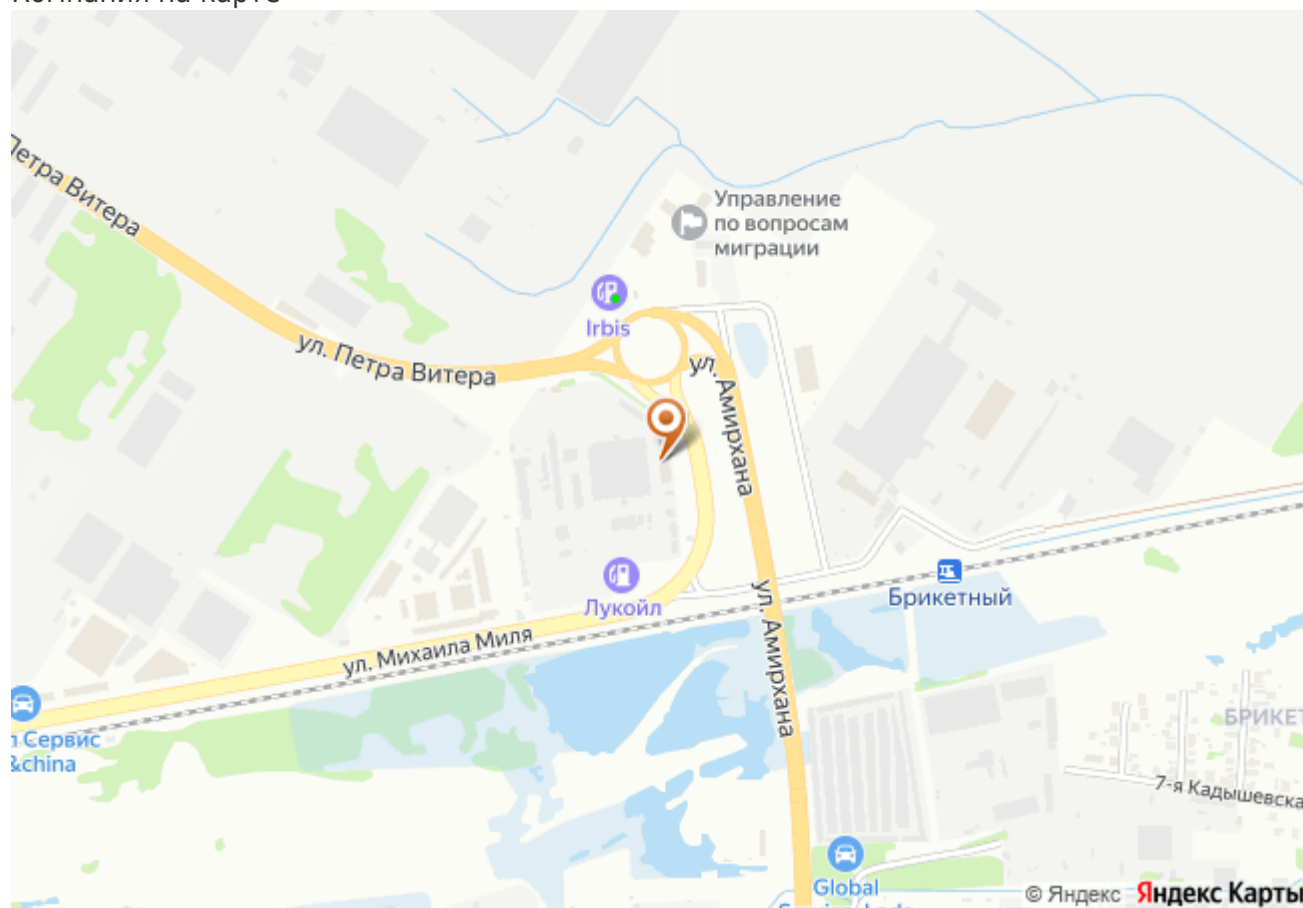 Компания на карте
Петра Витера
Управление
по вопросам
миграции
Irbis
ул. Петра Витера
ул. Амирхана
Лукойл
Брикетный
ул. Амирхана
ул. Михаила Миля
БРИКЕТ
л Сервис
&china
7-я Кадышевска
Global
© Яндекс Яндекс Карты